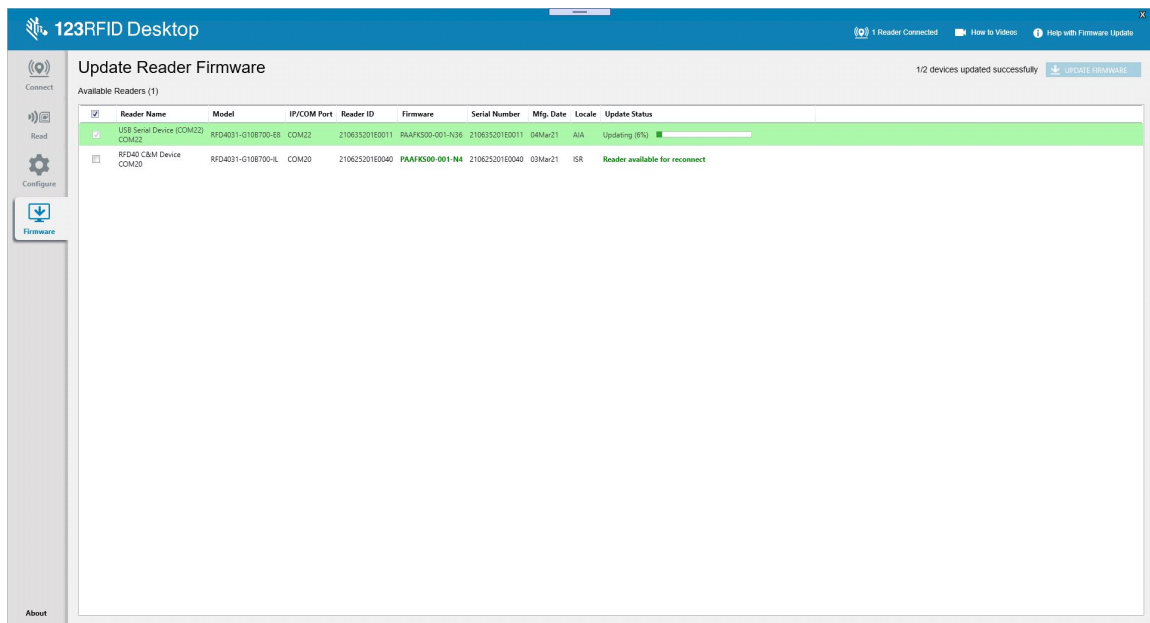 X
123RFID Desktop
1 Reader Connected How to Videos Help with Firmware Update
Connect
Read
Configure
Firmware
About
Update Reader Firmware
1/2 devices updated successfully UPDATE FIRMWARE
Available Readers (1)
Reader Name Model IP/COM Port Reader ID Firmware Serial Number Mfg. Date Locale Update Status
USB Serial Device (COM22)
COM22 RFD4031-G10B700-E8 COM22 210635201E0011 PAAFKS00-001-N36 210635201E0011 04Mar21 AIA Updating (6%)
RFD40 C&M Device
COM20 RFD4031-G10B700-IL COM20 210625201E0040 PAAFKS00-001-N4 210625201E0040 03Mar21 ISR Reader available for reconnect